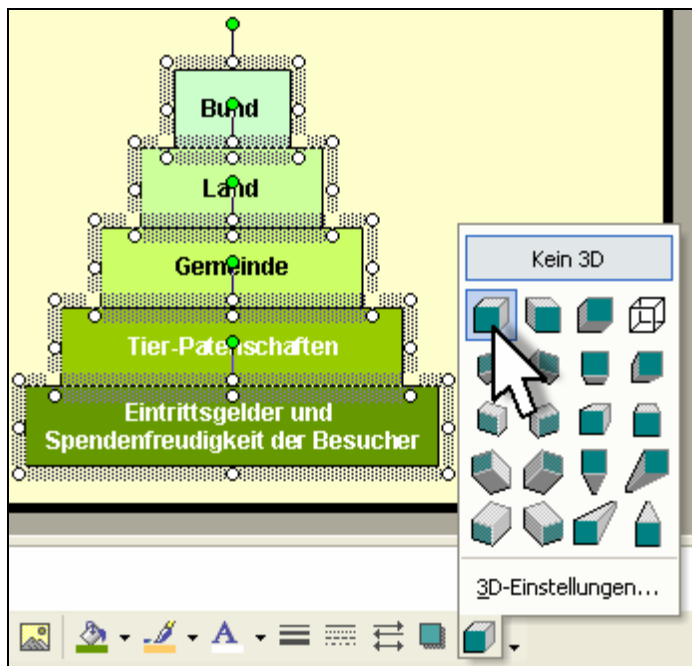 Bund
Land
Gemeinde
Tier-Patenschaften
Eintrittsgelder und
Spendenfreudigkeit der Besucher
Kein 3D
3D-Einstellungen...
A